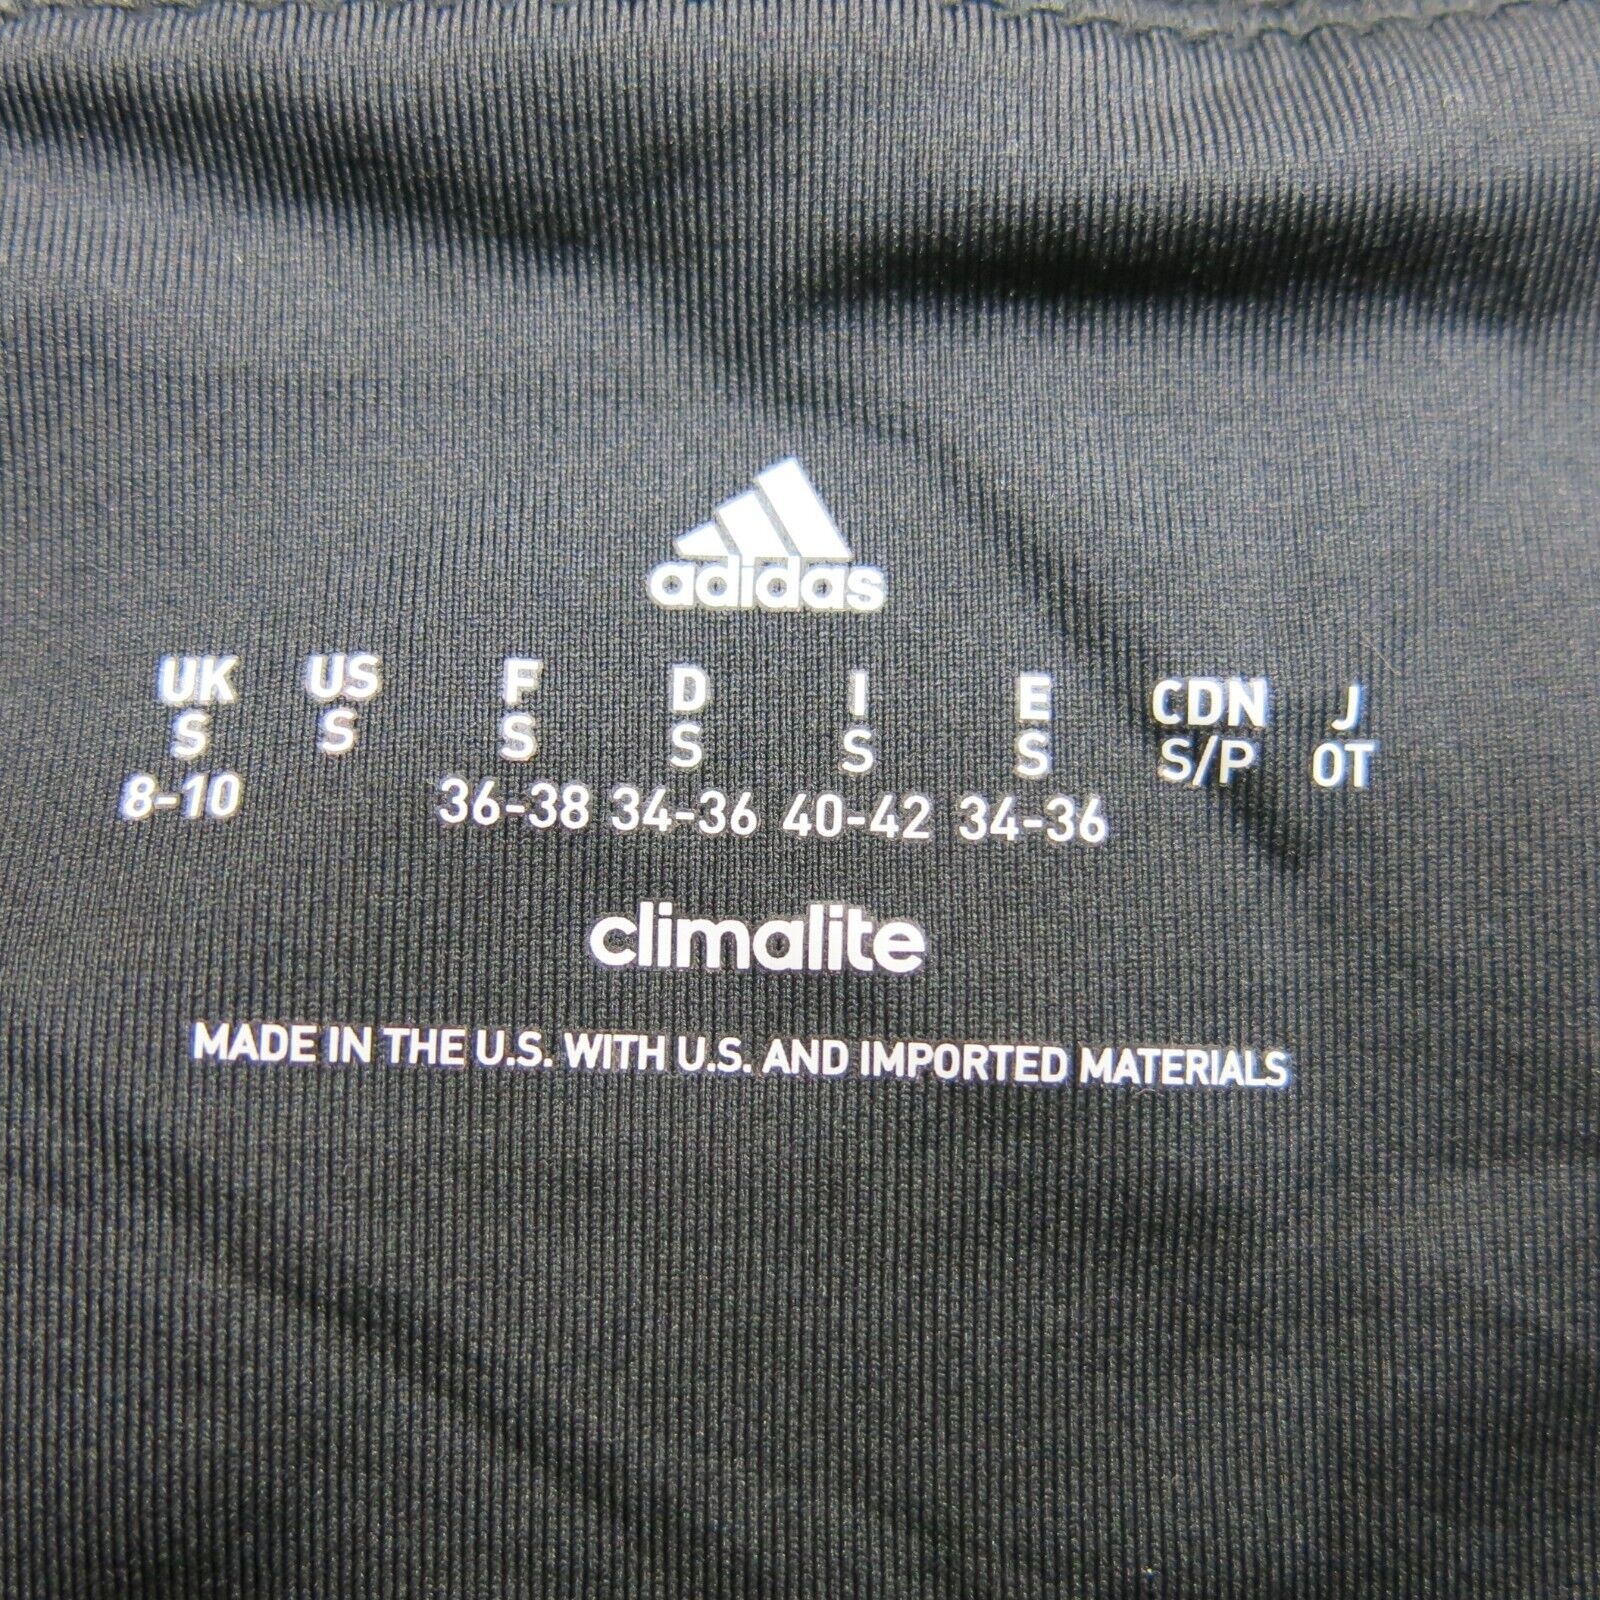 adidas
UK US F D I E CDN J
S S S S S S S/P OT
8-10 36-38 34-36 40-42 34-36
climalite
MADE IN THE U.S. WITH U.S. AND IMPORTED MATERIALS